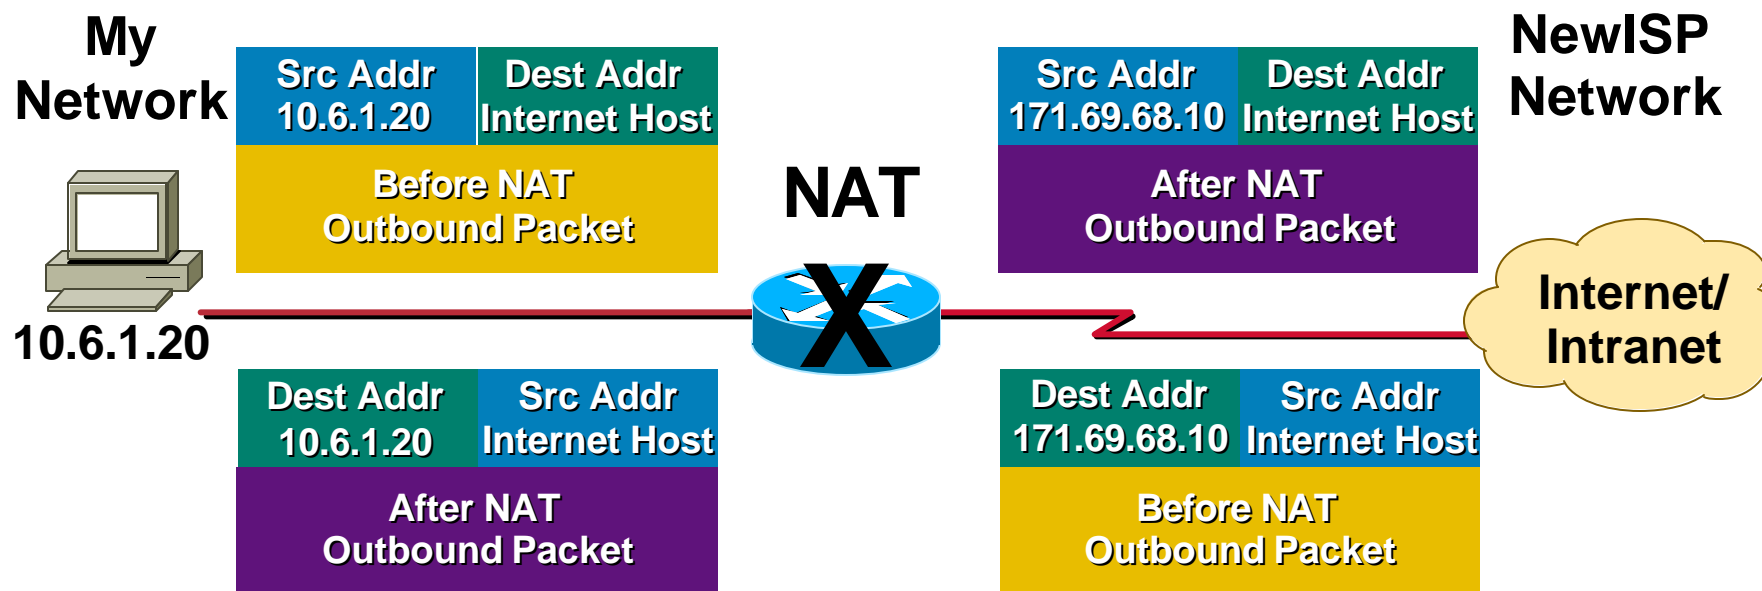 My
Network
Src Addr
10.6.1.20
Dest Addr
Internet Host
Before NAT
Outbound Packet
NAT
X
Src Addr
171.69.68.10
Dest Addr
Internet Host
After NAT
Outbound Packet
NewISP
Network
10.6.1.20
Internet/
Intranet
Dest Addr
10.6.1.20
Src Addr
Internet Host
After NAT
Outbound Packet
Dest Addr
171.69.68.10
Src Addr
Internet Host
Before NAT
Outbound Packet